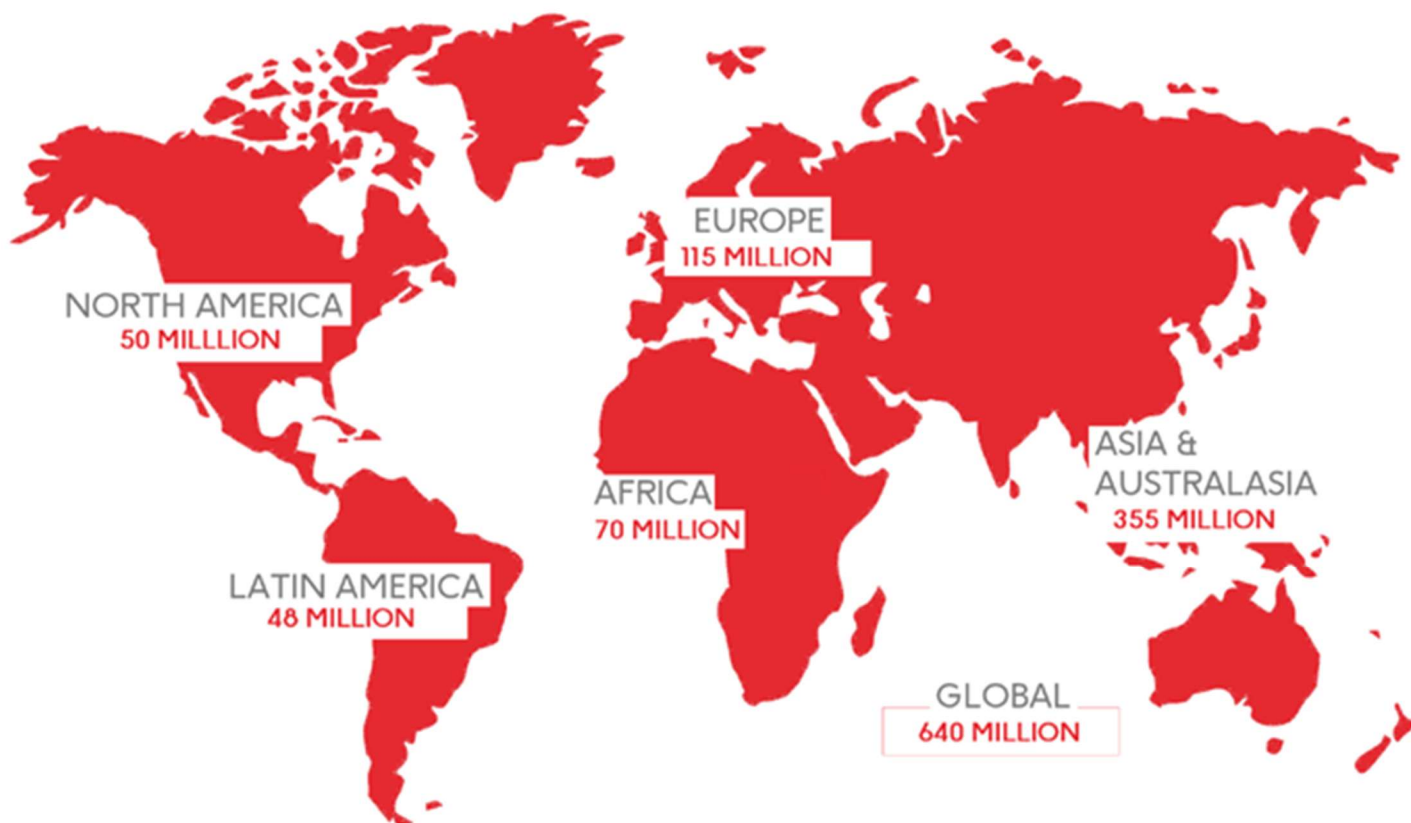 EUROPE
115 MILLION
NORTH AMERICA
50 MILLLION
ASIA &
AUSTRALASIA
355 MILLION
AFRICA
70 MILLION
LATIN AMERICA
48 MILLION
GLOBAL
640 MILLION